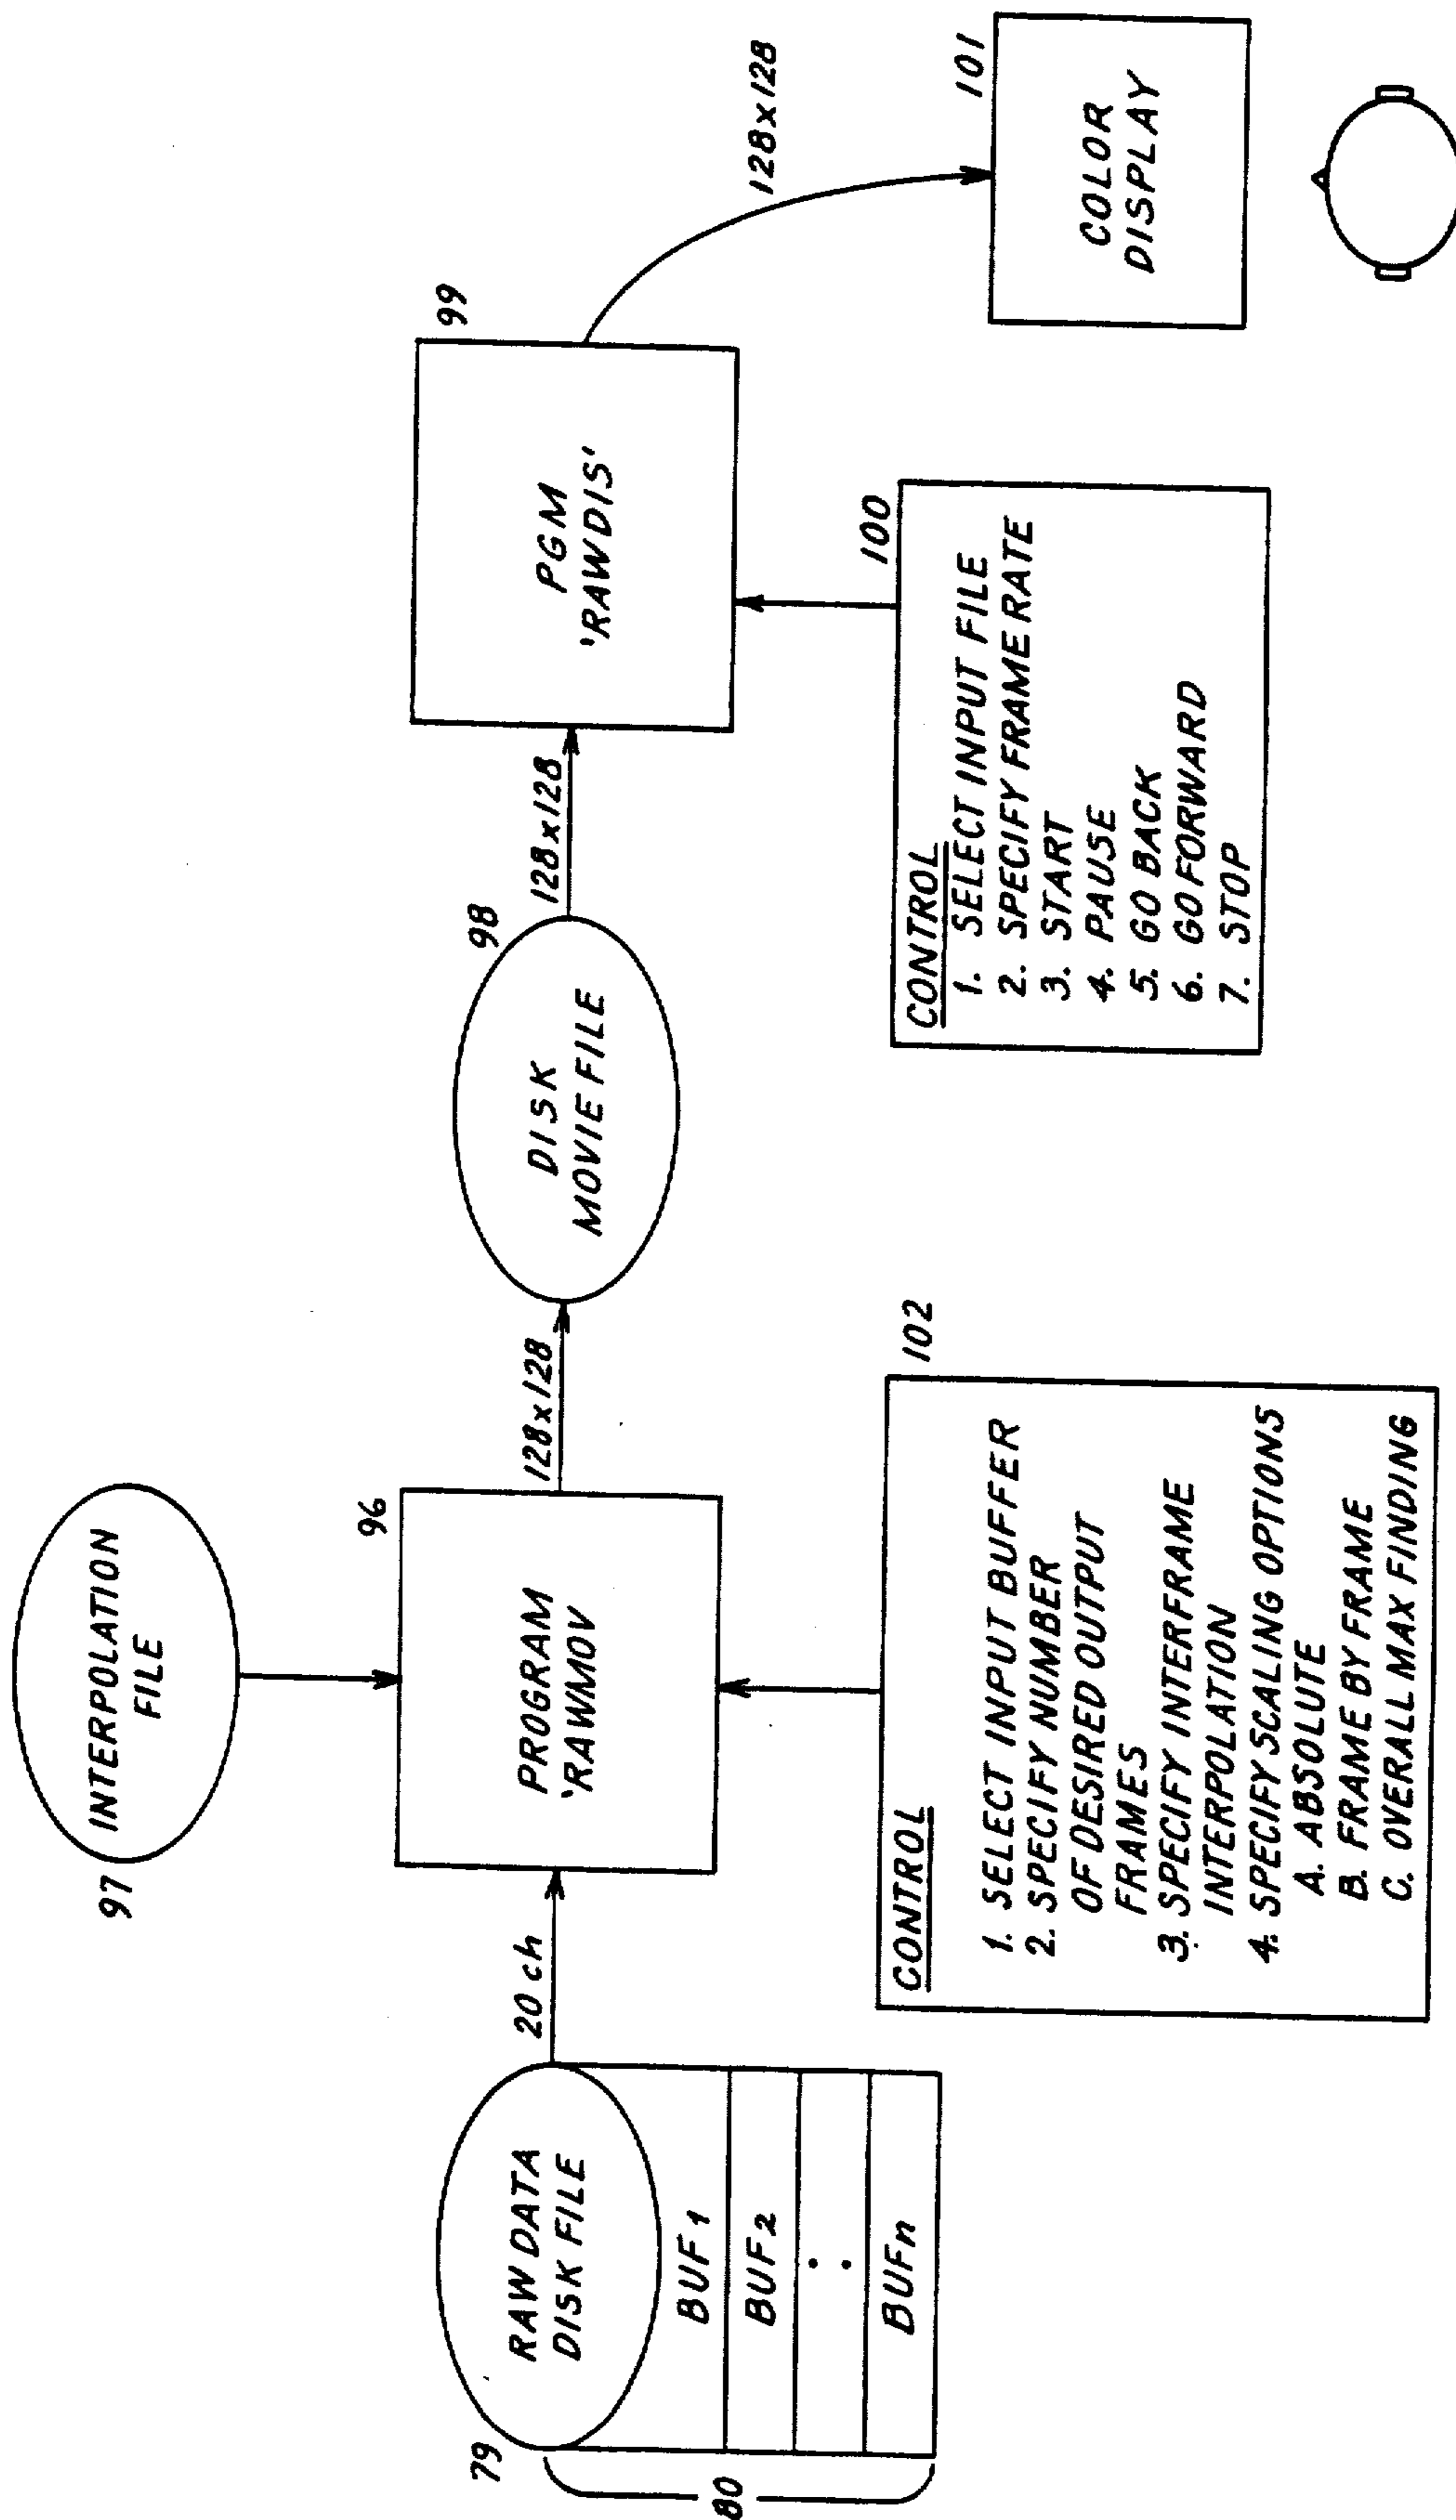 97
INTERPOLATION
FILE
79
RAW DATA
DISK FILE
BUF1
BUF2
BUFn
80
20 ch
96
PROGRAM
'RAWMOV
128x128
98
DISK
MOVIE FILE
128x128
99
PGM
'RAWDIS'
128x128
102
CONTROL
1. SELECT INPUT BUFFER
2. SPECIFY NUMBER
OF DESIRED OUTPUT
FRAMES
3. SPECIFY INTERFRAME
INTERPOLATION
4. SPECIFY SCALING OPTIONS
A. ABSOLUTE
B. FRAME BY FRAME
C. OVERALL MAX FINDING
100
CONTROL
1. SELECT INPUT FILE
2. SPECIFY FRAME RATE
3. START
4. PAUSE
5. GO BACK
6. GO FORWARD
7. STOP
101
COLOR
DISPLAY